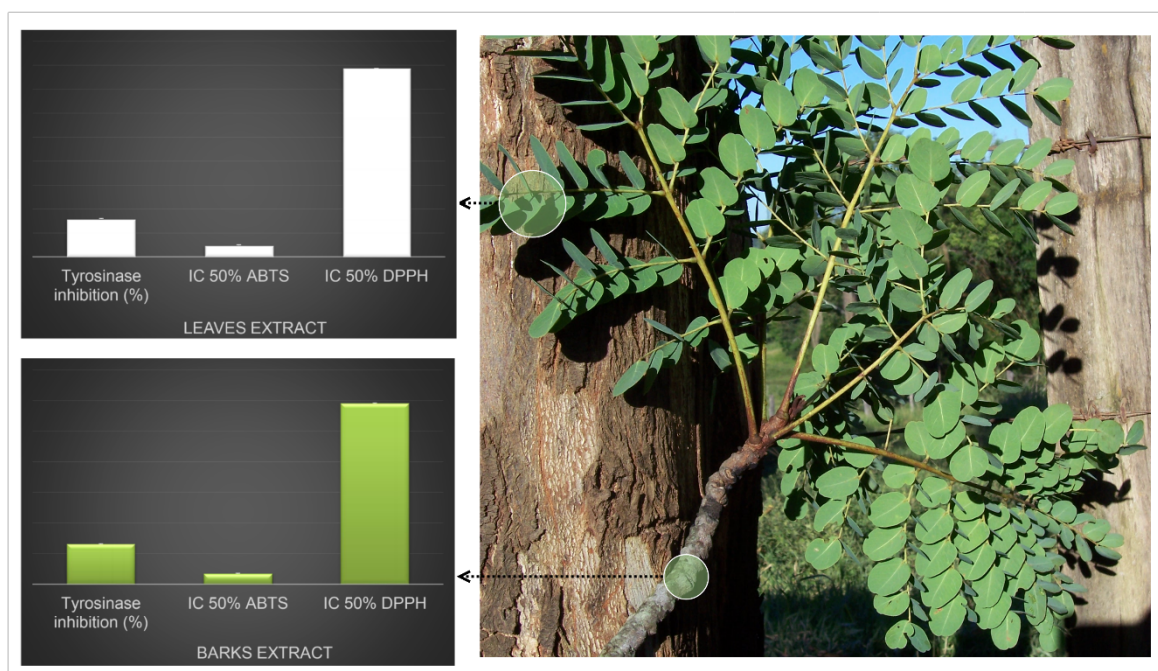 Tyrosinase
inhibition (%)
IC 50% ABTS
IC 50% DPPH
LEAVES EXTRACT
Tyrosinase
inhibition (%)
IC 50% ABTS
IC 50% DPPH
BARKS EXTRACT